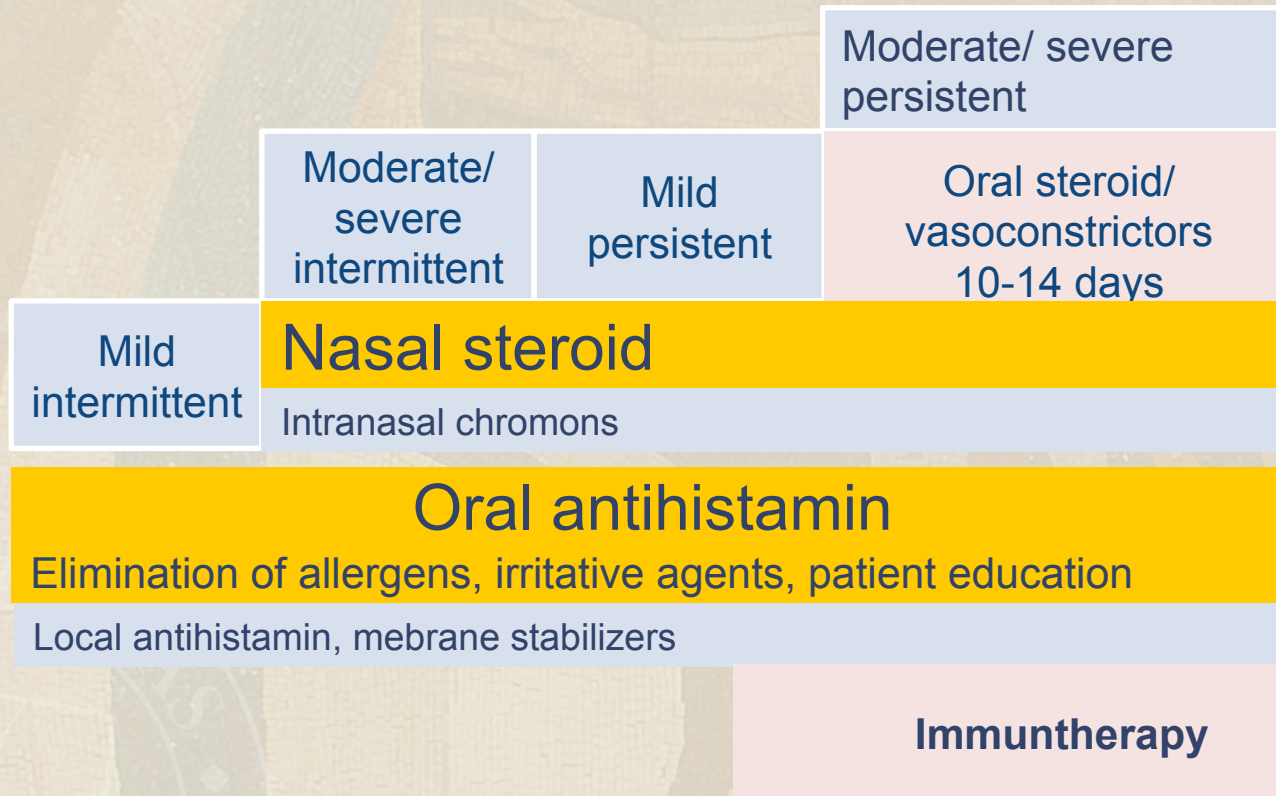 Moderate/ severe
persistent
Moderate/
severe
intermittent
Mild
persistent
Oral steroid/
vasoconstrictors
10-14 days
Mild
intermittent
Nasal steroid
Intranasal chromons
Oral antihistamin
Elimination of allergens, irritative agents, patient education
Local antihistamin, mebrane stabilizers
Immuntherapy